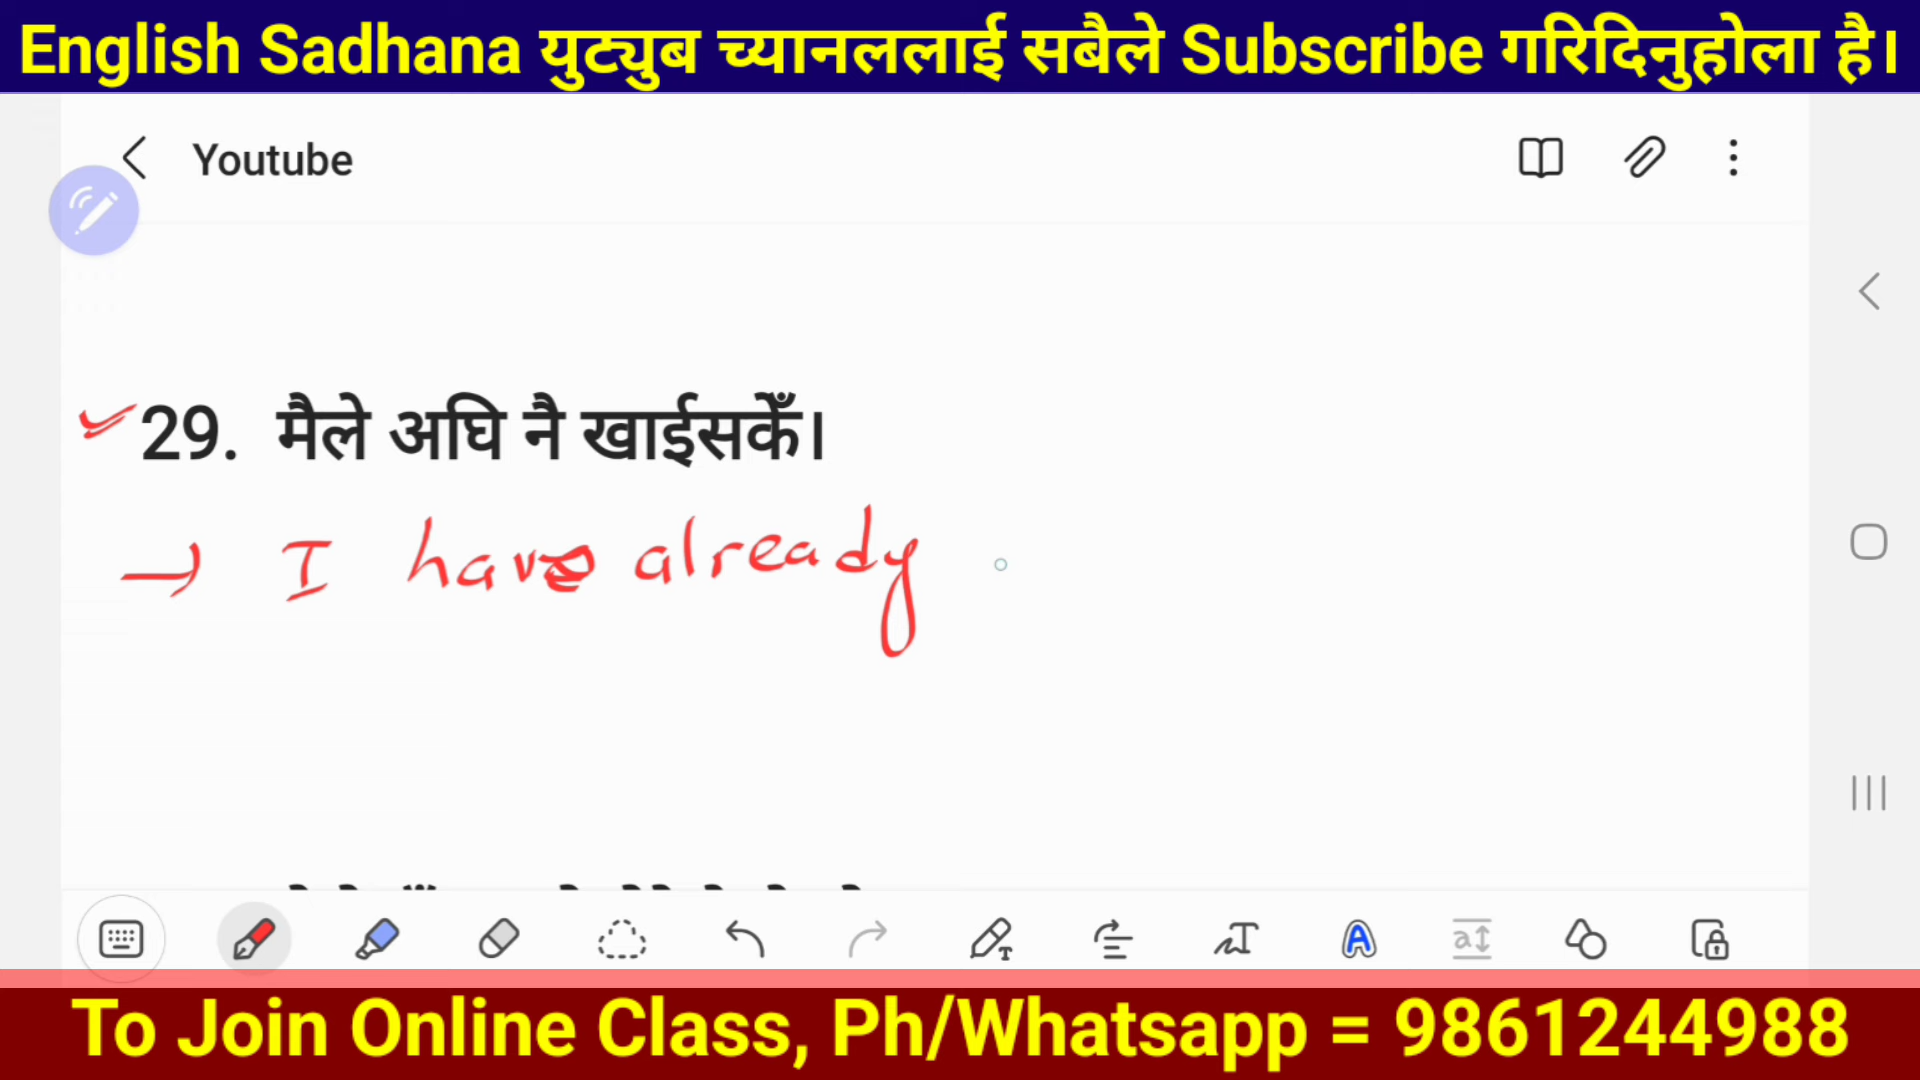 English Sadhana युट्युब च्यानललाई सबैले Subscribe गरिदिनुहोला है।
Youtube
29. मैले अघि नै खाईसकेँ।
→ I have already
To Join Online Class, Ph/Whatsapp = 9861244988